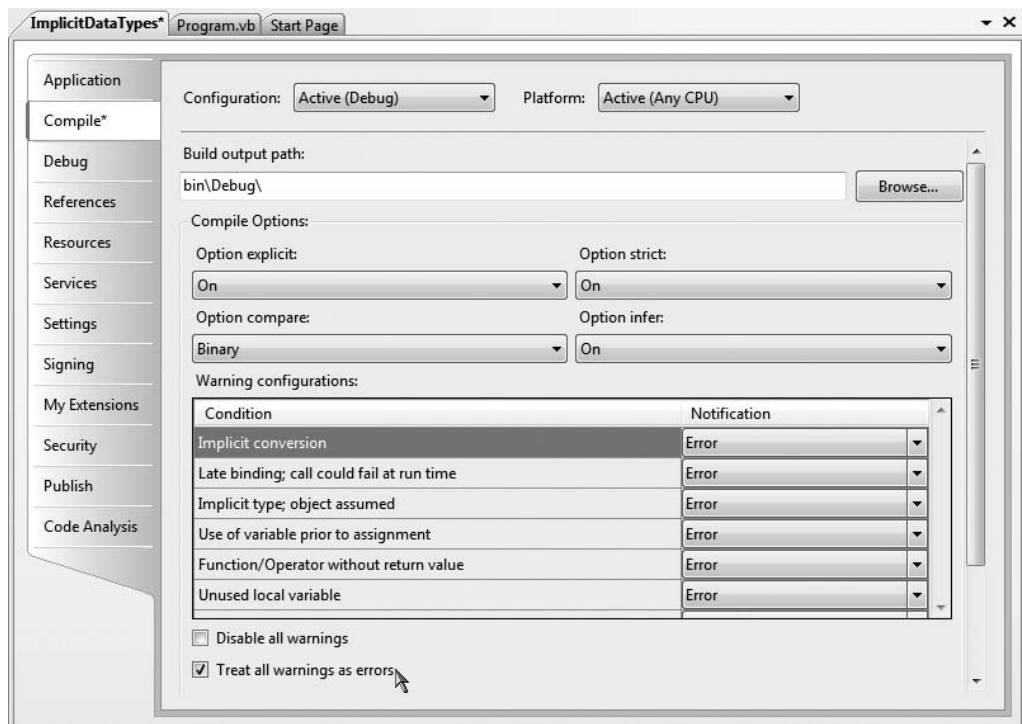 ImplicitDataTypes* Program.vb Start Page
Application
Compile*
Debug
References
Resources
Services
Settings
Signing
My Extensions
Security
Publish
Code Analysis
Configuration: Active (Debug) Platform: Active (Any CPU)
Build output path:
bin\Debug\ Browse...
Compile Options:
Option explicit: Option strict:
On On
Option compare: Option infer:
Binary On
Warning configurations:
Condition Notification
Implicit conversion Error
Late binding; call could fail at run time Error
Implicit type; object assumed Error
Use of variable prior to assignment Error
Function/Operator without return value Error
Unused local variable Error
Disable all warnings
Treat all warnings as errors